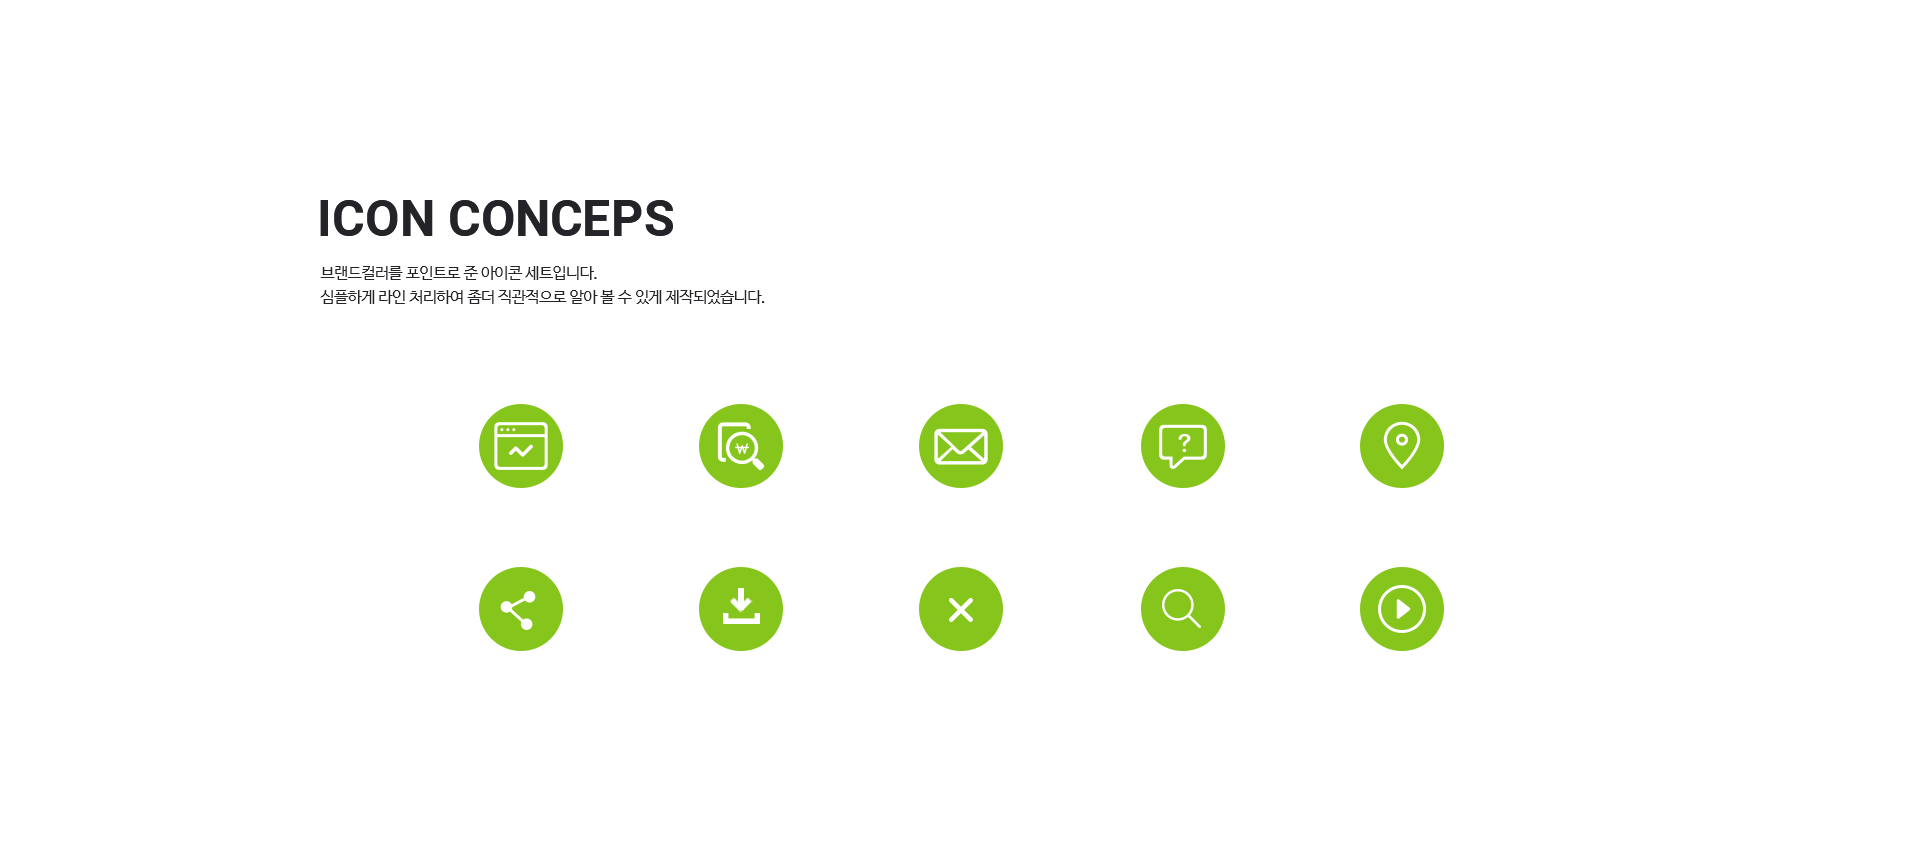 ICON CONCEPS
브랜드컬러를 포인트로 준 아이콘 세트입니다.
심플하게 라인 처리하여 좀더 직관적으로 알아 볼 수 있게 제작되었습니다.
₩
?